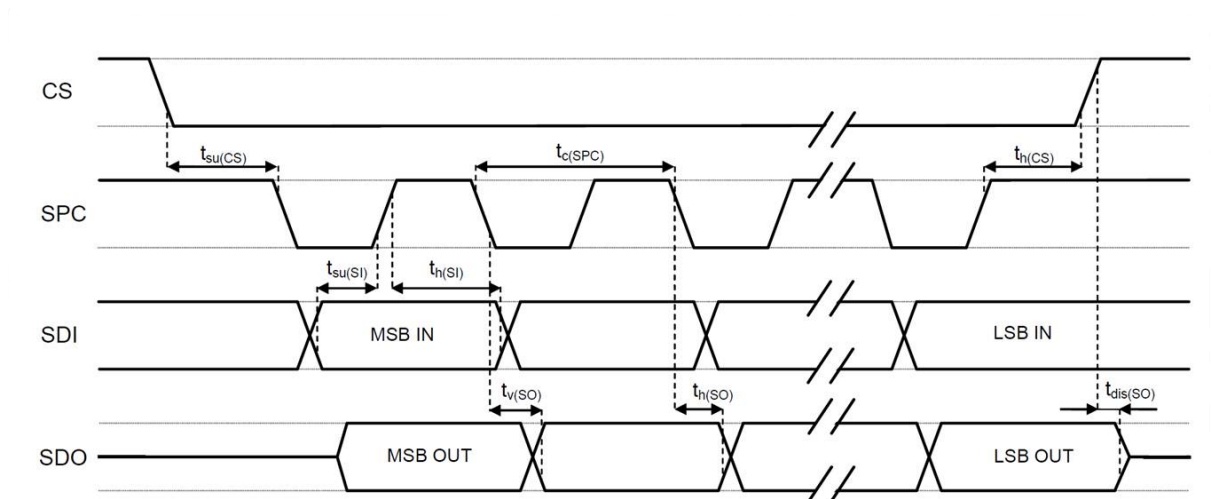 CS
tsu(CS)
tc(SPC)
th(CS)
SPC
tsu(SI)
th(SI)
SDI
MSB IN
LSB IN
tv(SO)
th(SO)
tdis(SO)
SDO
MSB OUT
LSB OUT